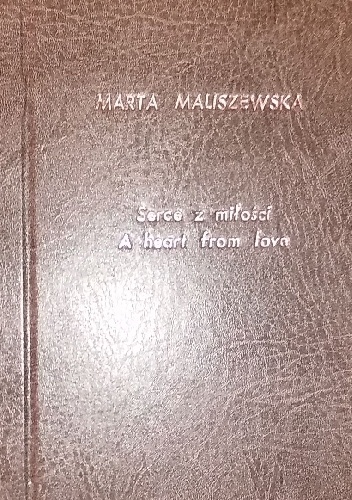 MARTA MALISZEWSKA
Serce z miłości
A heart from love